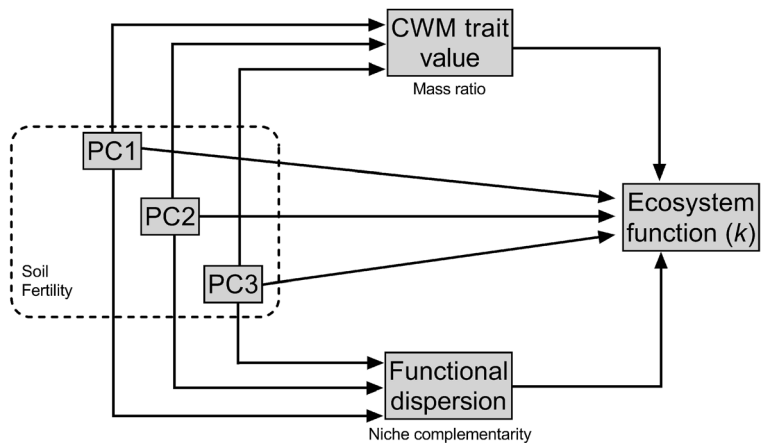 CWM trait
value
Mass ratio
PC1
PC2
PC3
Soil
Fertility
Ecosystem
function (k)
Functional
dispersion
Niche complementarity